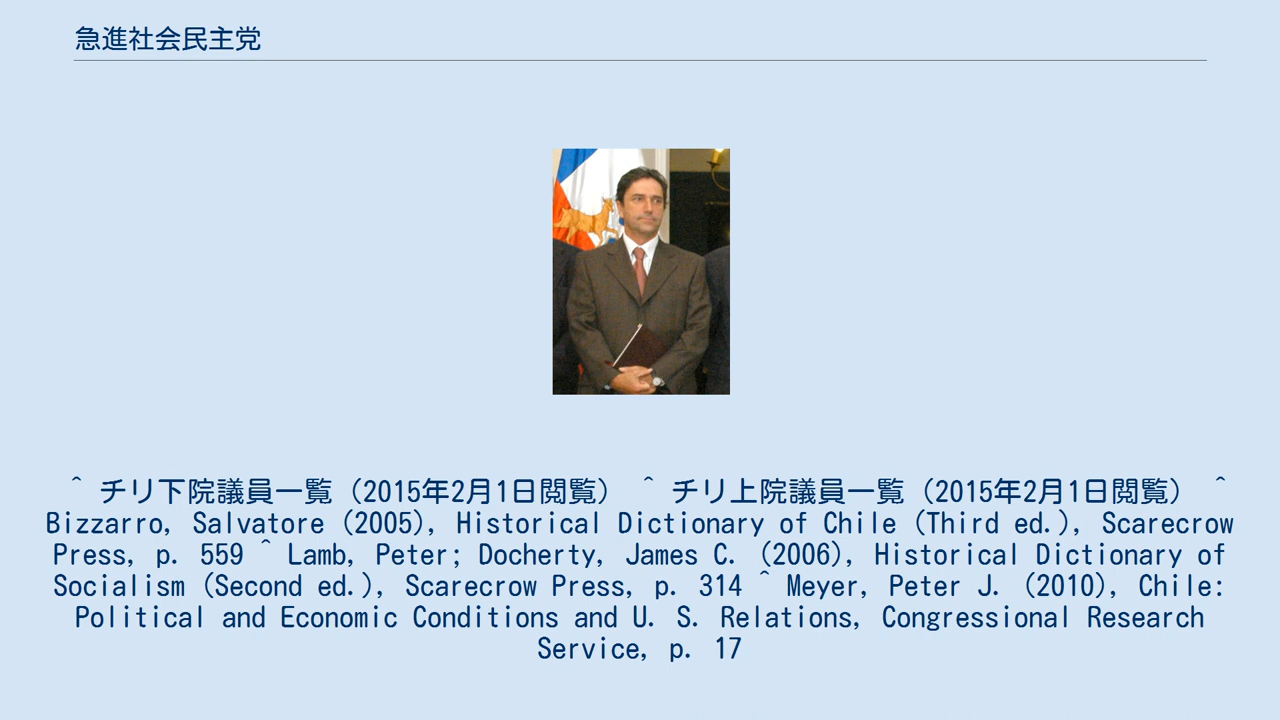 急進社会民主党
^ チリ下院議員一覧（2015年2月1日閲覧） ^ チリ上院議員一覧（2015年2月1日閲覧） ^
Bizzarro, Salvatore (2005), Historical Dictionary of Chile (Third ed.), Scarecrow
Press, p. 559 ^ Lamb, Peter; Docherty, James C. (2006), Historical Dictionary of
Socialism (Second ed.), Scarecrow Press, p. 314 ^ Meyer, Peter J. (2010), Chile:
Political and Economic Conditions and U. S. Relations, Congressional Research
Service, p. 17